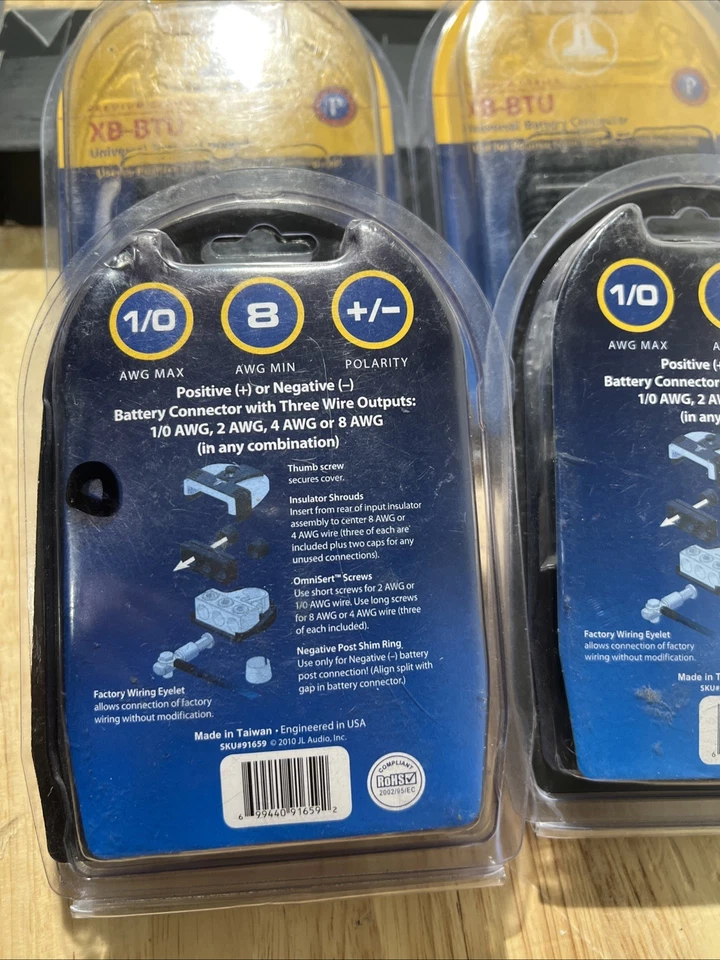 XB-BTU
XB-BTU
Universal Battery Connector
1/0
AWG MAX
8
AWG MIN
+/–
POLARITY
Positive (+) or Negative (–)
Battery Connector with Three Wire Outputs:
1/0 AWG, 2 AWG, 4 AWG or 8 AWG
(in any combination)
Thumb screw
secures cover.
Insulator Shrouds
Insert from rear of input insulator
assembly to center 8 AWG or
4 AWG wire (three of each are
included plus two caps for any
unused connections).
OmniSert™ Screws
Use short screws for 2 AWG or
1/0 AWG wire. Use long screws
for 8 AWG or 4 AWG wire (three
of each included).
Negative Post Shim Ring
Use only for Negative (–) battery
post connection! (Align split with
gap in battery connector.)
Factory Wiring Eyelet
allows connection of factory
wiring without modification.
Made in Taiwan • Engineered in USA
SKU#91659 © 2010 JL Audio, Inc.
6 99440 91659 2
COMPLIANT
RoHS
2002/95/EC
1/0
AWG MAX
Positive (+
Battery Connector
1/0 AWG, 2 AW
(in any
Factory Wiring Eyelet
allows connection of factory
wiring without modification.
Made in T
SKU#
6